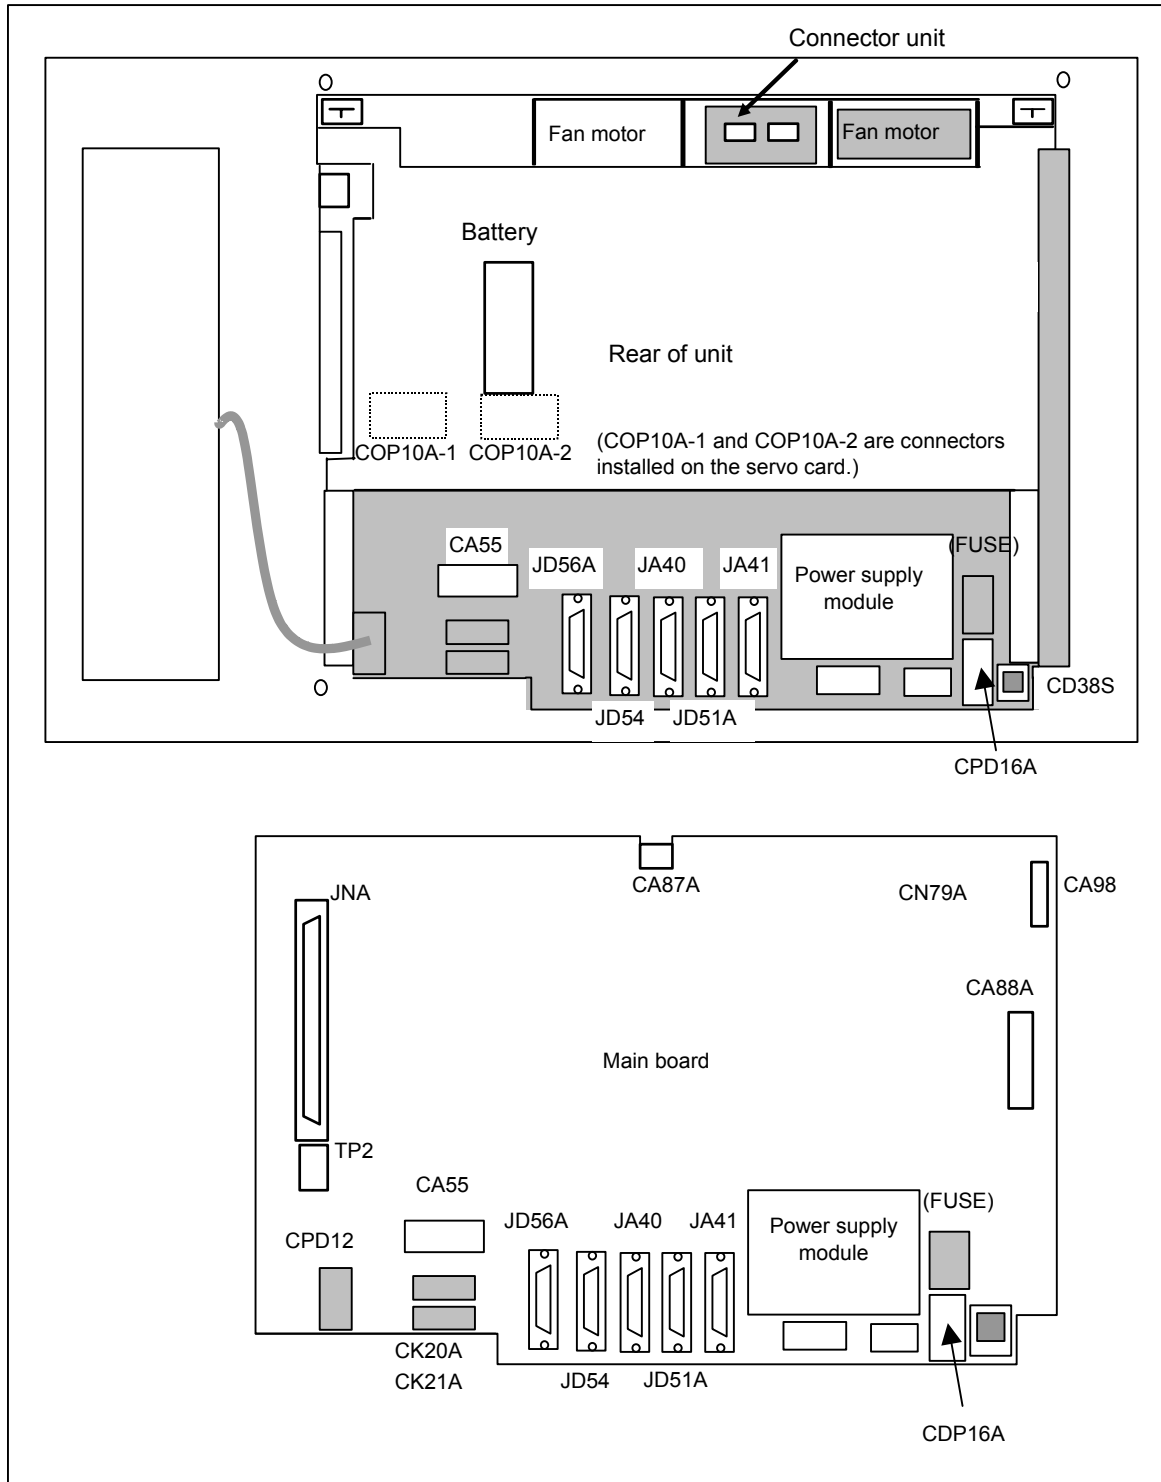 Connector unit
Fan motor
Fan motor
Battery
Rear of unit
COP10A-1
COP10A-2
(COP10A-1 and COP10A-2 are connectors
installed on the servo card.)
CA55
JD56A
JA40
JA41
Power supply
module
(FUSE)
JD54
JD51A
CD38S
CPD16A
JNA
CA87A
CN79A
CA98
CA88A
Main board
TP2
CA55
CPD12
JD56A
JA40
JA41
Power supply
module
(FUSE)
CK20A
CK21A
JD54
JD51A
CDP16A